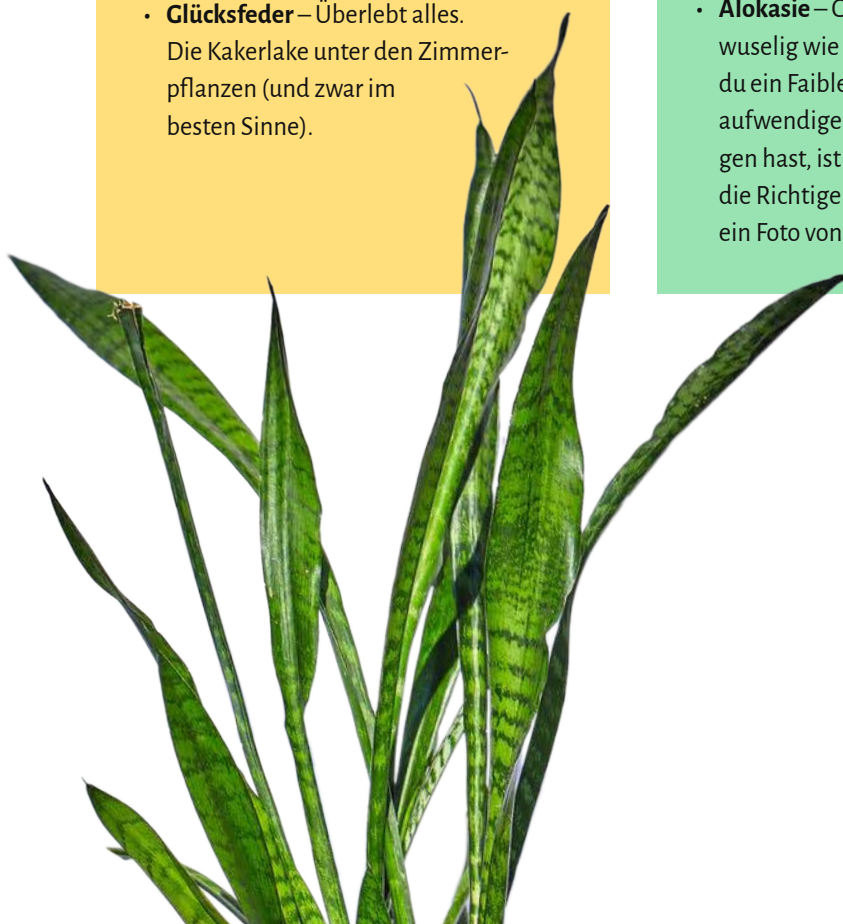 • Glücksfeder – Überlebt alles.
Die Kakerlake unter den Zimmer-
pflanzen (und zwar im
besten Sinne).
• Alokasie –
wuselig wie
du ein Faible
aufwendige
gen hast, ist
die Richtige
ein Foto von